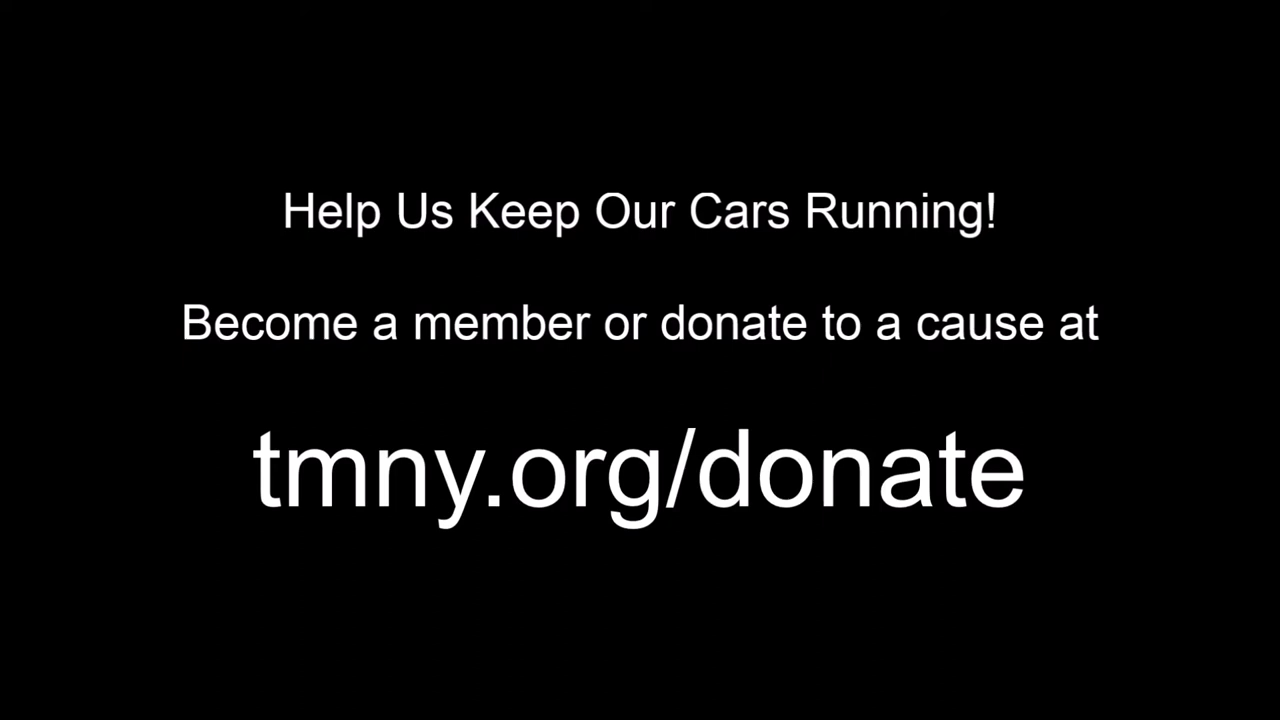 Help Us Keep Our Cars Running!
Become a member or donate to a cause at
tmny.org/donate